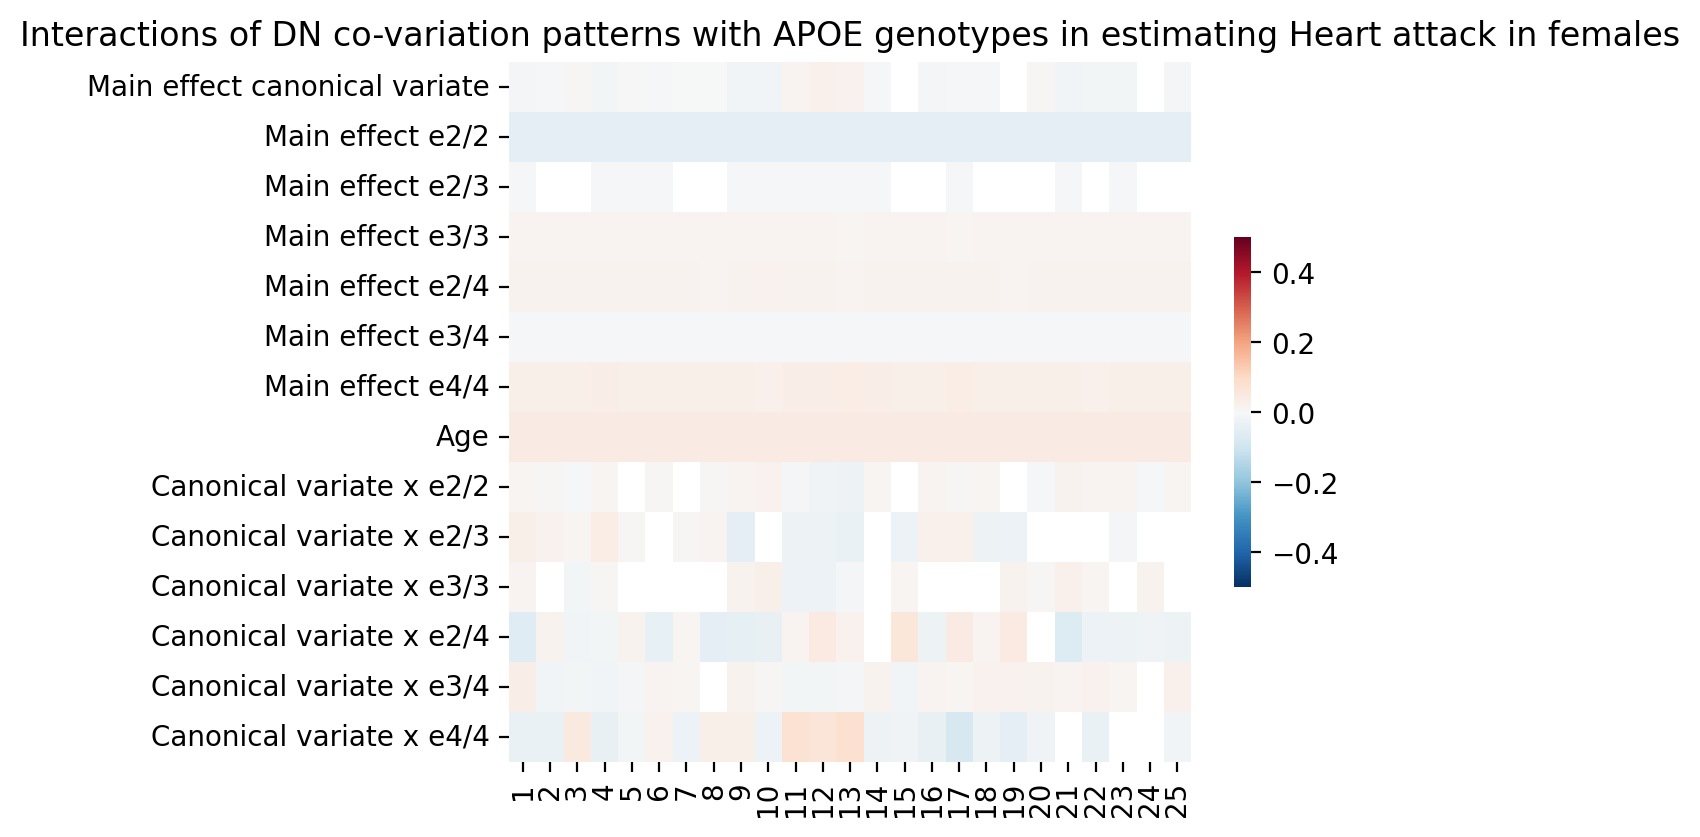 Interactions of DN co-variation patterns with APOE genotypes in estimating Heart attack in females
Main effect canonical variate
Main effect e2/2
Main effect e2/3
Main effect e3/3
Main effect e2/4
Main effect e3/4
Main effect e4/4
Age
Canonical variate x e2/2
Canonical variate x e2/3
Canonical variate x e3/3
Canonical variate x e2/4
Canonical variate x e3/4
Canonical variate x e4/4
1 2 3 4 5 6 7 8 9 10 11 12 13 14 15 16 17 18 19 20 21 22 23 24 25
0.4
0.2
0.0
−0.2
−0.4